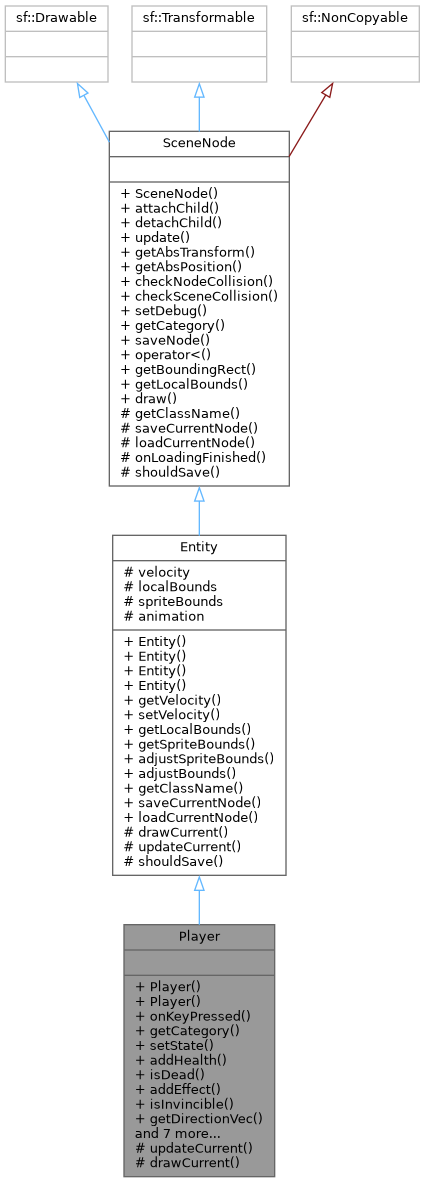 sf::Drawable
sf::Transformable
sf::NonCopyable
SceneNode
+ SceneNode()
+ attachChild()
+ detachChild()
+ update()
+ getAbsTransform()
+ getAbsPosition()
+ checkNodeCollision()
+ checkSceneCollision()
+ setDebug()
+ getCategory()
+ saveNode()
+ operator<()
+ getBoundingRect()
+ getLocalBounds()
+ draw()
# getClassName()
# saveCurrentNode()
# loadCurrentNode()
# onLoadingFinished()
# shouldSave()
Entity
# velocity
# localBounds
# spriteBounds
# animation
+ Entity()
+ Entity()
+ Entity()
+ Entity()
+ getVelocity()
+ setVelocity()
+ getLocalBounds()
+ getSpriteBounds()
+ adjustSpriteBounds()
+ adjustBounds()
+ getClassName()
+ saveCurrentNode()
+ loadCurrentNode()
# drawCurrent()
# updateCurrent()
# shouldSave()
Player
+ Player()
+ Player()
+ onKeyPressed()
+ getCategory()
+ setState()
+ addHealth()
+ isDead()
+ addEffect()
+ isInvincible()
+ getDirectionVec()
and 7 more...
# updateCurrent()
# drawCurrent()